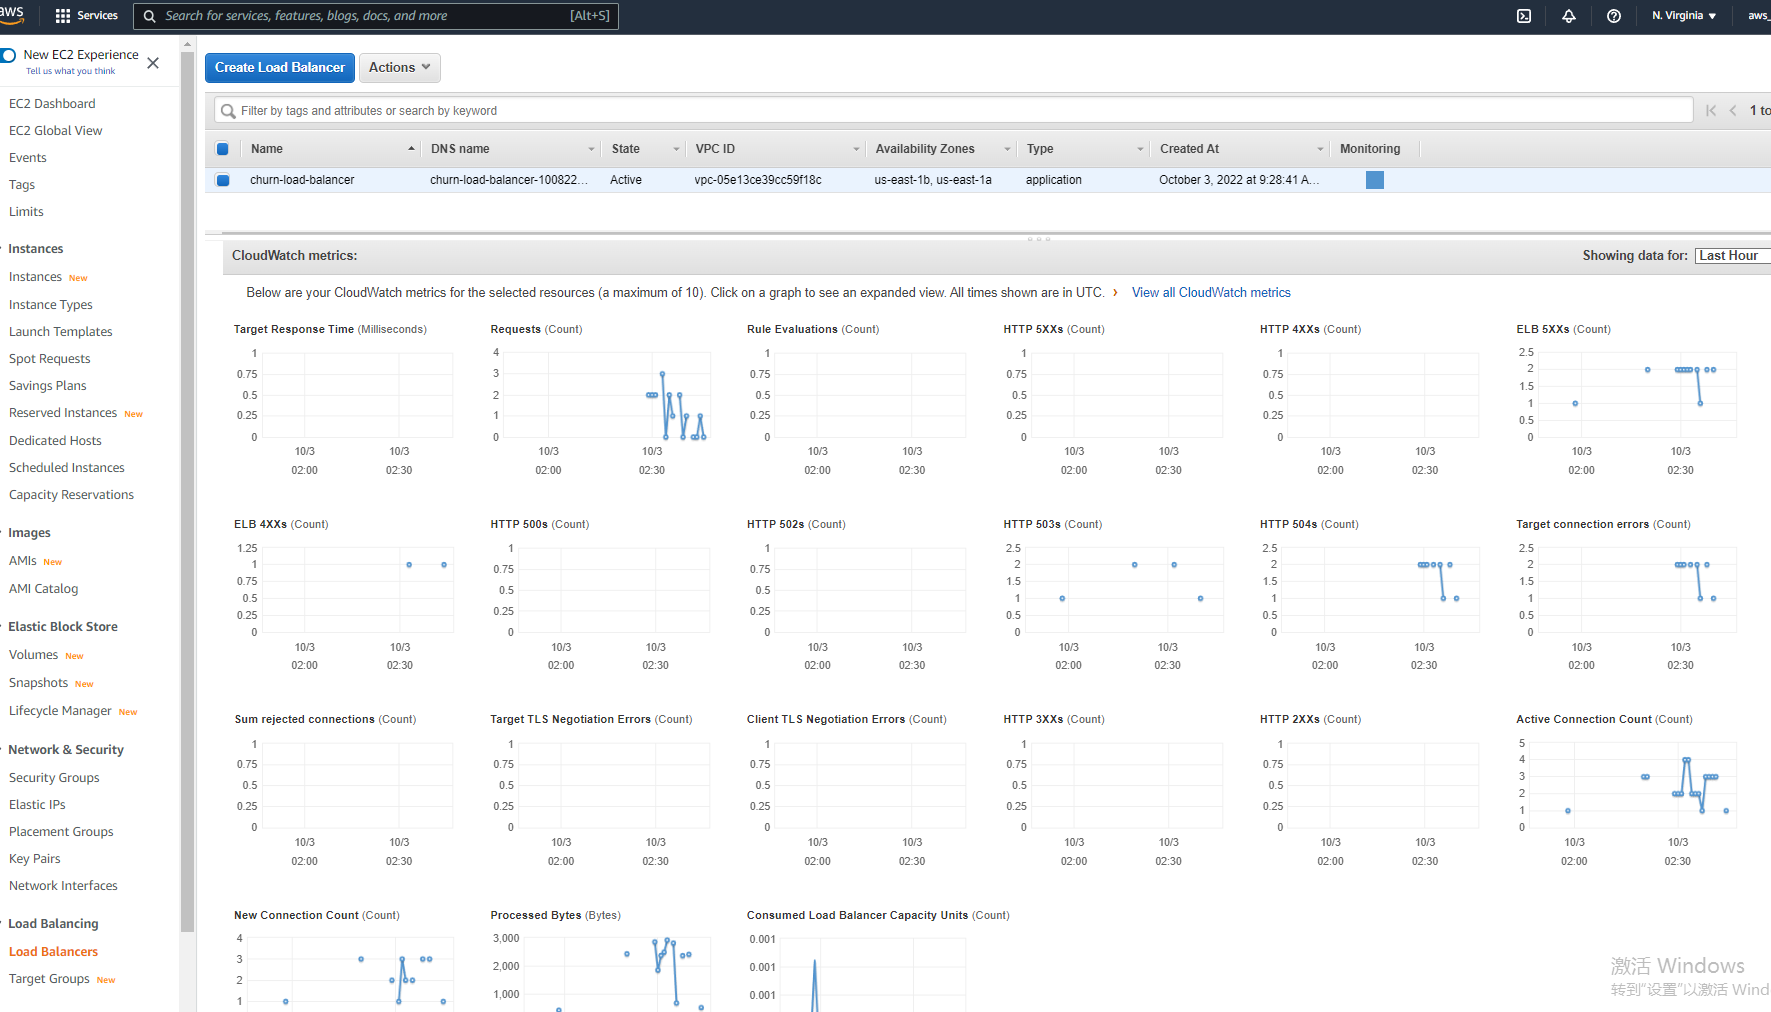 aws Services Search for services, features, blogs, docs, and more [Alt+S] N. Virginia aws_
New EC2 Experience
Tell us what you think
EC2 Dashboard
EC2 Global View
Events
Tags
Limits
Instances
Instances New
Instance Types
Launch Templates
Spot Requests
Savings Plans
Reserved Instances New
Dedicated Hosts
Scheduled Instances
Capacity Reservations
Images
AMIs New
AMI Catalog
Elastic Block Store
Volumes New
Snapshots New
Lifecycle Manager New
Network & Security
Security Groups
Elastic IPs
Placement Groups
Key Pairs
Network Interfaces
Load Balancing
Load Balancers
Target Groups New
Create Load Balancer Actions
Filter by tags and attributes or search by keyword 1 to
Name DNS name State VPC ID Availability Zones Type Created At Monitoring
churn-load-balancer churn-load-balancer-100822... Active vpc-05e13ce39cc59f18c us-east-1b, us-east-1a application October 3, 2022 at 9:28:41 A...
CloudWatch metrics: Showing data for: Last Hour
Below are your CloudWatch metrics for the selected resources (a maximum of 10). Click on a graph to see an expanded view. All times shown are in UTC. › View all CloudWatch metrics
Target Response Time (Milliseconds) Requests (Count) Rule Evaluations (Count) HTTP 5XXs (Count) HTTP 4XXs (Count) ELB 5XXs (Count)
1 4 1 1 1 2.5
0.75 3 0.75 0.75 0.75 2
0.5 2 0.5 0.5 0.5 1.5
0.25 1 0.25 0.25 0.25 1
0.5
0 0 0 0 0 0
10/3 10/3 10/3 10/3 10/3 10/3 10/3 10/3 10/3 10/3 10/3 10/3
02:00 02:30 02:00 02:30 02:00 02:30 02:00 02:30 02:00 02:30 02:00 02:30
ELB 4XXs (Count) HTTP 500s (Count) HTTP 502s (Count) HTTP 503s (Count) HTTP 504s (Count) Target connection errors (Count)
1.25 1 1 2.5 2.5 2.5
1 0.75 0.75 2 2 2
0.75 0.5 0.5 1.5 1.5 1.5
0.5 0.25 0.25 1 1 1
0.25 0.5 0.5 0.5
0 0 0 0 0 0
10/3 10/3 10/3 10/3 10/3 10/3 10/3 10/3 10/3 10/3 10/3 10/3
02:00 02:30 02:00 02:30 02:00 02:30 02:00 02:30 02:00 02:30 02:00 02:30
Sum rejected connections (Count) Target TLS Negotiation Errors (Count) Client TLS Negotiation Errors (Count) HTTP 3XXs (Count) HTTP 2XXs (Count) Active Connection Count (Count)
1 1 1 1 1 5
0.75 0.75 0.75 0.75 0.75 4
0.5 0.5 0.5 0.5 0.5 3
0.25 0.25 0.25 0.25 0.25 2
1
0 0 0 0 0 0
10/3 10/3 10/3 10/3 10/3 10/3 10/3 10/3 10/3 10/3 10/3 10/3
02:00 02:30 02:00 02:30 02:00 02:30 02:00 02:30 02:00 02:30 02:00 02:30
New Connection Count (Count) Processed Bytes (Bytes) Consumed Load Balancer Capacity Units (Count)
4 3,000 0.001
3 2,000 0.001
2 1,000 0.001
1
激活 Windows
转到“设置”以激活 Wind